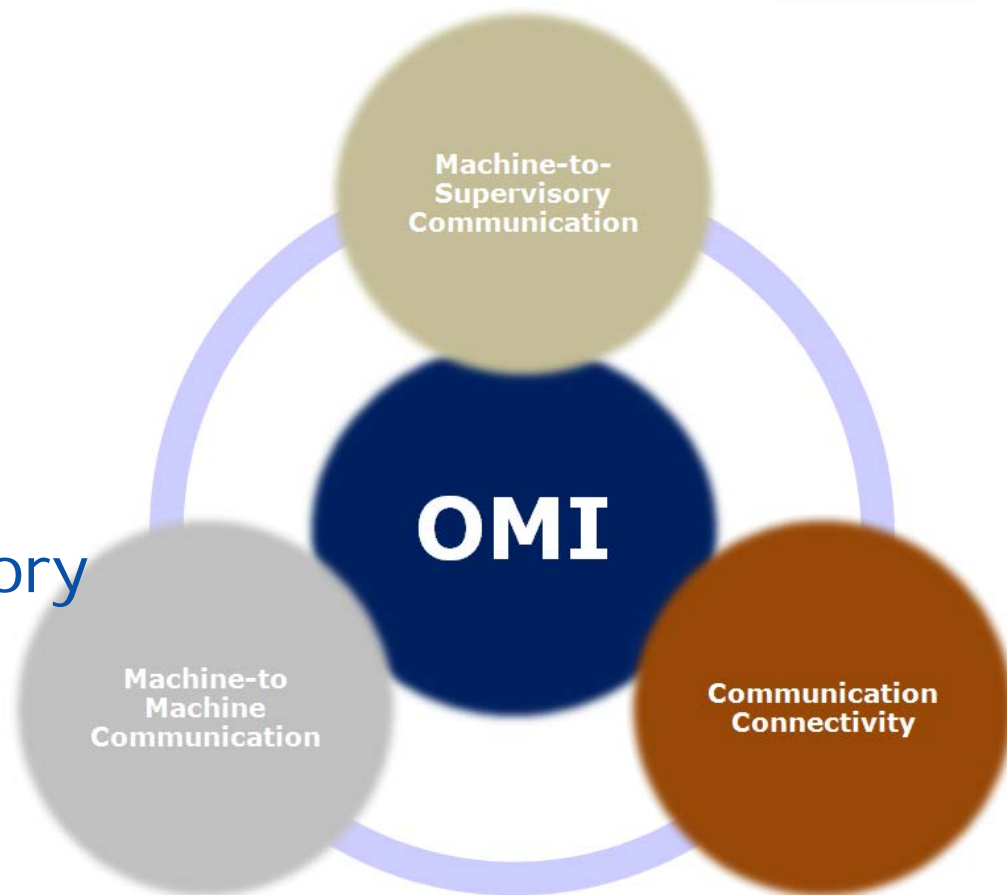 Machine-to-
Supervisory
Communication
OMI
ory
Machine-to
Machine
Communication
Communication
Connectivity